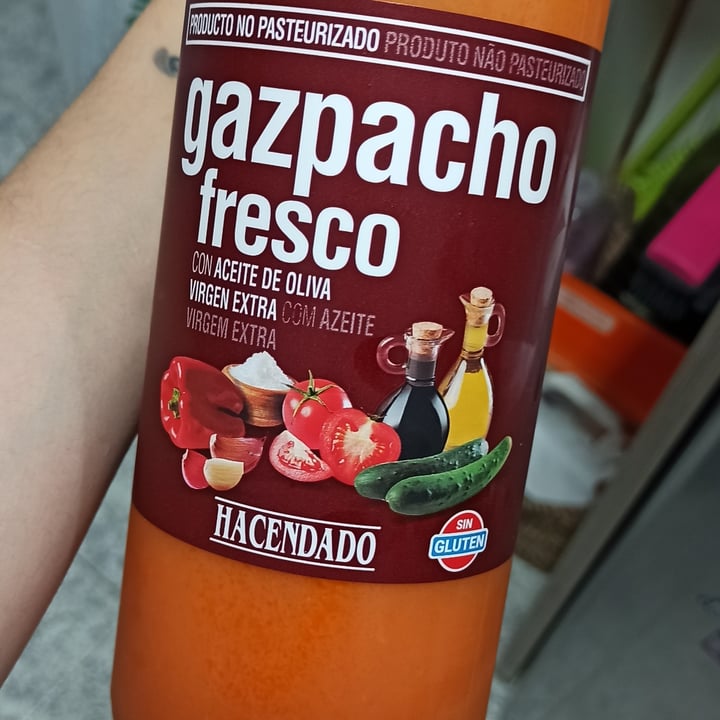 PRODUCTO NO PASTEURIZADO PRODUTO NÃO PASTEURIZADO
gazpacho
fresco
CON ACEITE DE OLIVA
VIRGEN EXTRA COM AZEITE
VIRGEM EXTRA
HACENDADO
SIN
GLUTEN